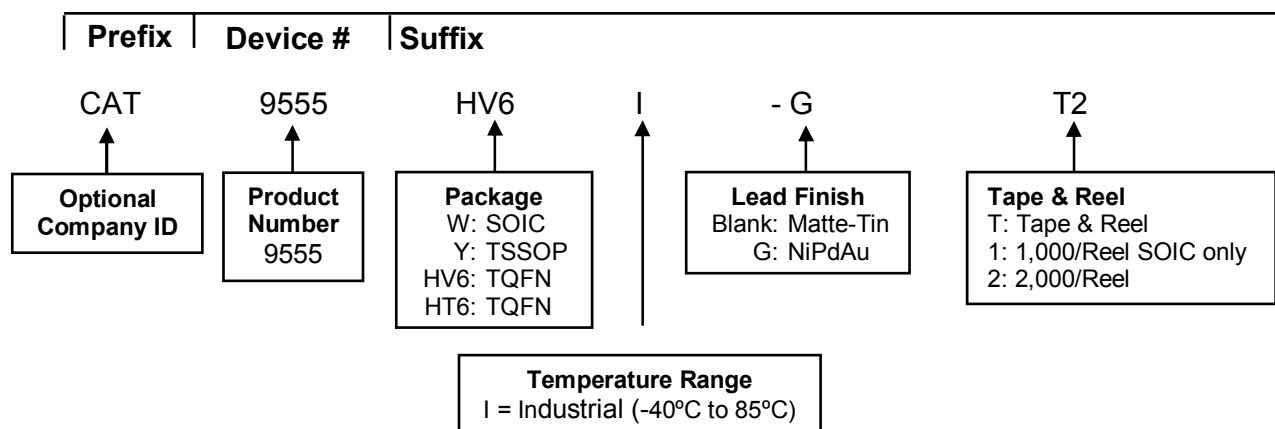 Prefix Device # Suffix
CAT 9555 HV6 I - G T2
Optional
Company ID
Product
Number
9555
Package
W: SOIC
Y: TSSOP
HV6: TQFN
HT6: TQFN
Lead Finish
Blank: Matte-Tin
G: NiPdAu
Tape & Reel
T: Tape & Reel
1: 1,000/Reel SOIC only
2: 2,000/Reel
Temperature Range
I = Industrial (-40ºC to 85ºC)